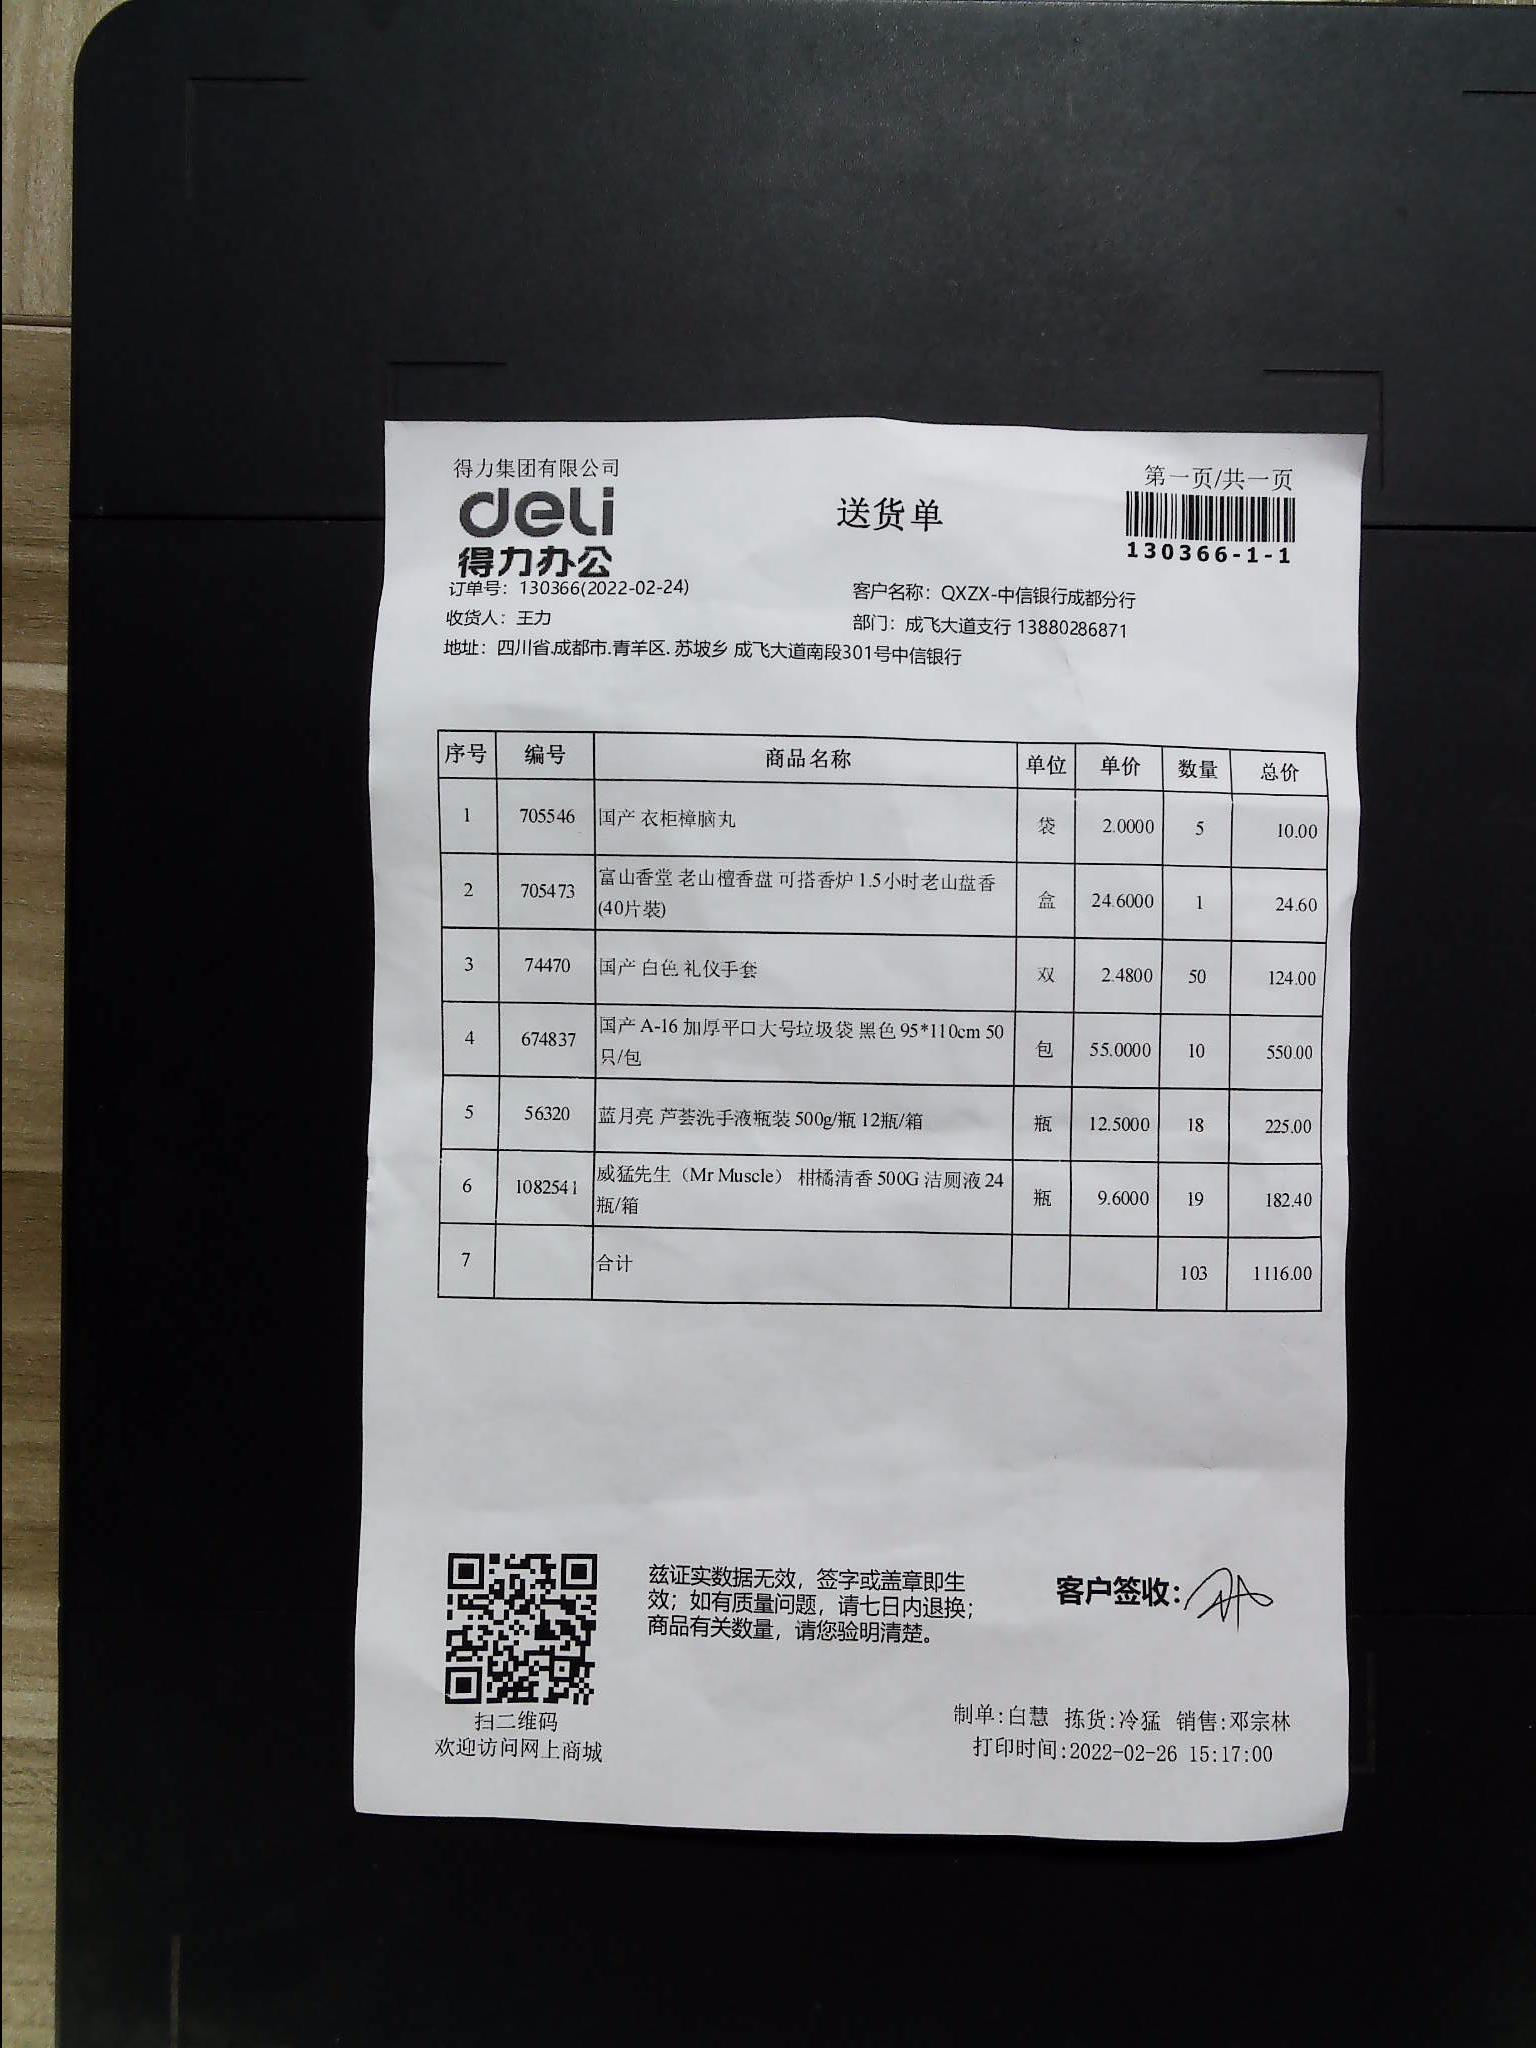 得力集团有限公司
第一页/共一页
deli
得力办公
送货单
130366-1-1
订单号：130366(2022-02-24)
客户名称：QXZX-中信银行成都分行
收货人：王力
部门：成飞大道支行 13880286871
地址：四川省.成都市.青羊区.苏坡乡 成飞大道南段301号中信银行
序号 编号 商品名称 单位 单价 数量 总价
1 705546 国产 衣柜樟脑丸 袋 2.0000 5 10.00
2 705473 富山香堂 老山檀香盘 可搭香炉 1.5小时老山盘香
(40片装) 盒 24.6000 1 24.60
3 74470 国产 白色 礼仪手套 双 2.4800 50 124.00
4 674837 国产 A-16 加厚平口大号垃圾袋 黑色 95*110cm 50
只/包 包 55.0000 10 550.00
5 56320 蓝月亮 芦荟洗手液瓶装 500g/瓶 12瓶/箱 瓶 12.5000 18 225.00
6 1082541 威猛先生（Mr Muscle） 柑橘清香 500G 洁厕液 24
瓶/箱 瓶 9.6000 19 182.40
7 合计 103 1116.00
兹证实数据无效，签字或盖章即生
效；如有质量问题，请七日内退换；
商品有关数量，请您验明清楚。
客户签收：
扫二维码
欢迎访问网上商城
制单:白慧 拣货:冷猛 销售:邓宗林
打印时间:2022-02-26 15:17:00